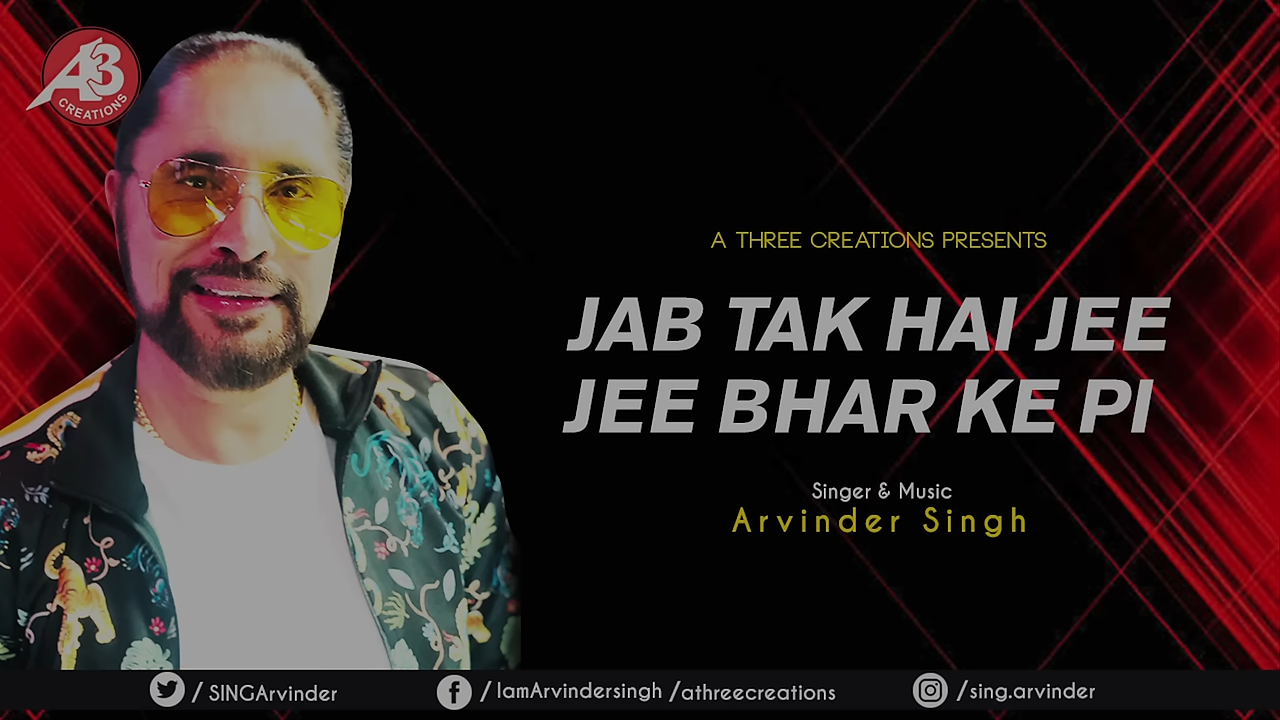 A3
CREATIONS
A THREE CREATIONS PRESENTS
JAB TAK HAI JEE
JEE BHAR KE PI
Singer & Music
Arvinder Singh
/ SINGArvinder
/ IamArvindersingh / athreecreations
/ sing.arvinder